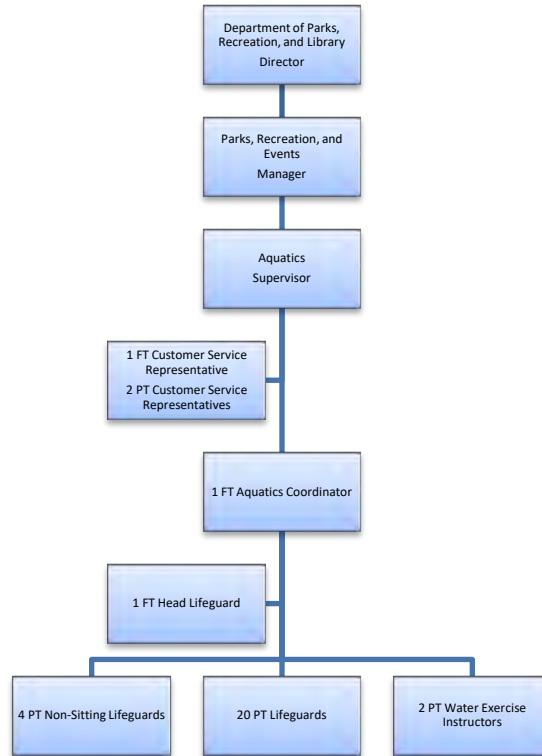 Department of Parks,
Recreation, and Library
Director
Parks, Recreation, and
Events
Manager
Aquatics
Supervisor
1 FT Customer Service
Representative
2 PT Customer Service
Representatives
1 FT Aquatics Coordinator
1 FT Head Lifeguard
4 PT Non-Sitting Lifeguards
20 PT Lifeguards
2 PT Water Exercise
Instructors